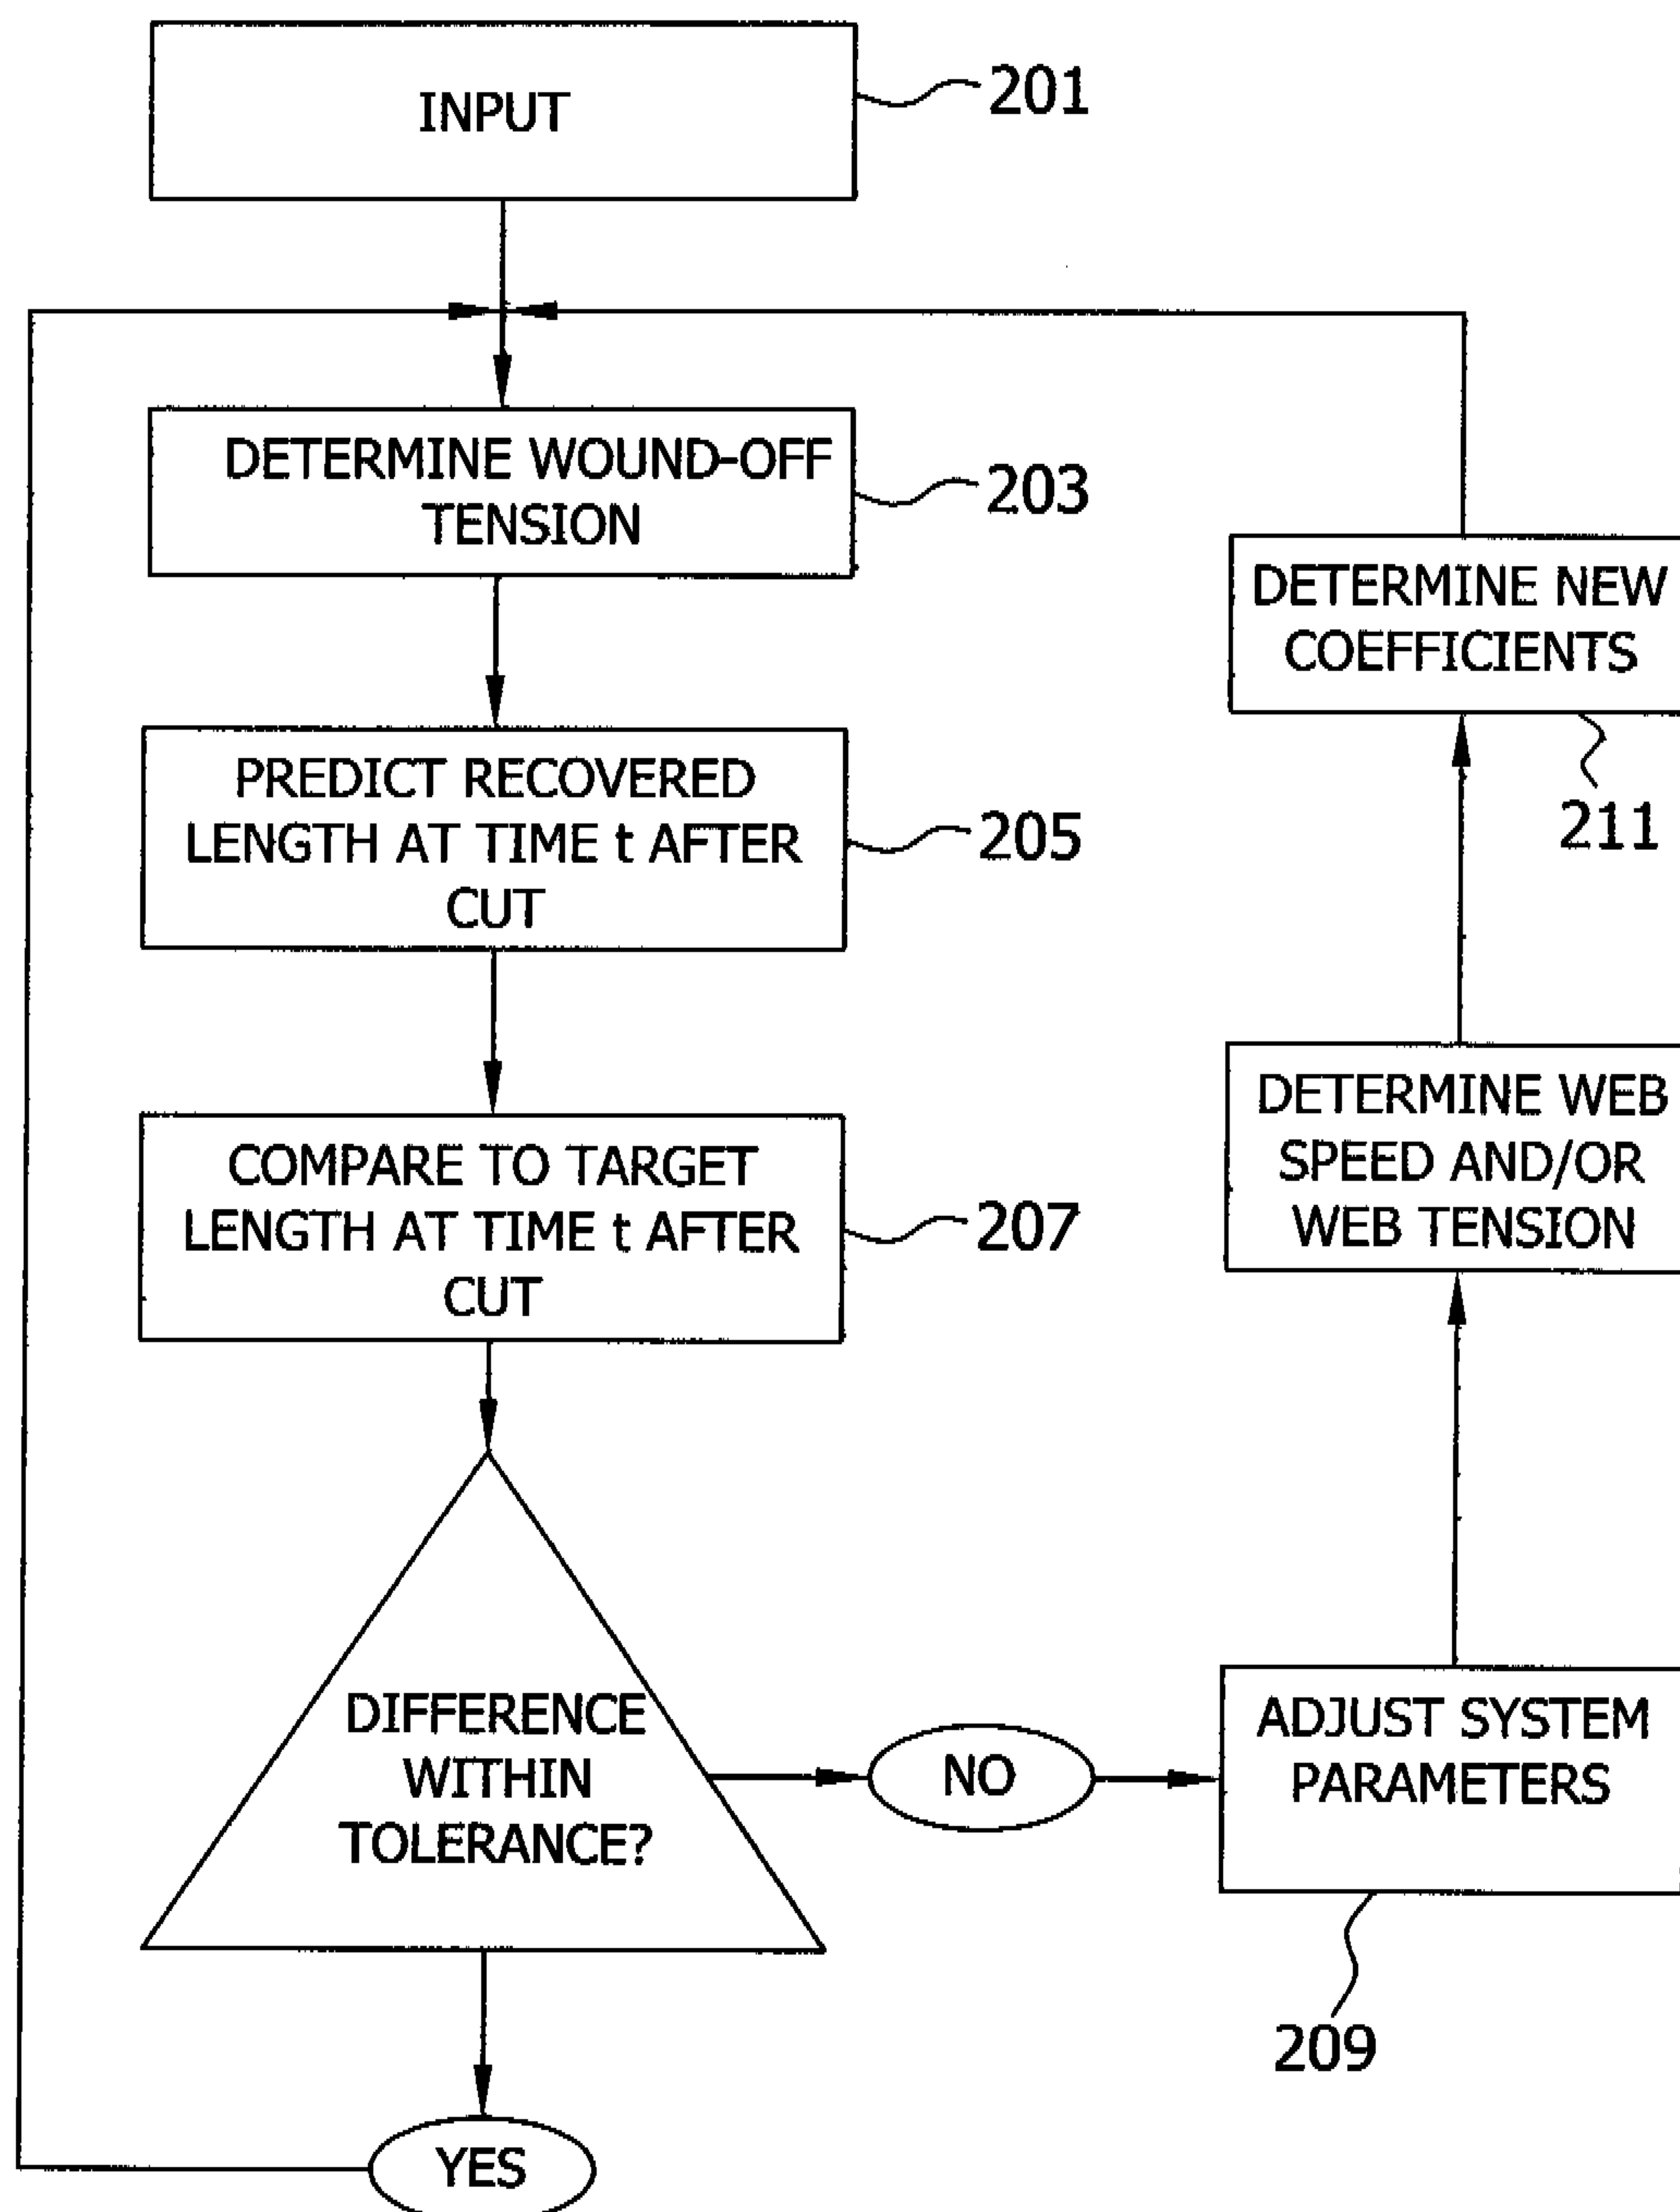 INPUT
201
DETERMINE WOUND-OFF
TENSION
203
PREDICT RECOVERED
LENGTH AT TIME t AFTER
CUT
205
COMPARE TO TARGET
LENGTH AT TIME t AFTER
CUT
207
DIFFERENCE
WITHIN
TOLERANCE?
NO
YES
ADJUST SYSTEM
PARAMETERS
209
DETERMINE WEB
SPEED AND/OR
WEB TENSION
DETERMINE NEW
COEFFICIENTS
211